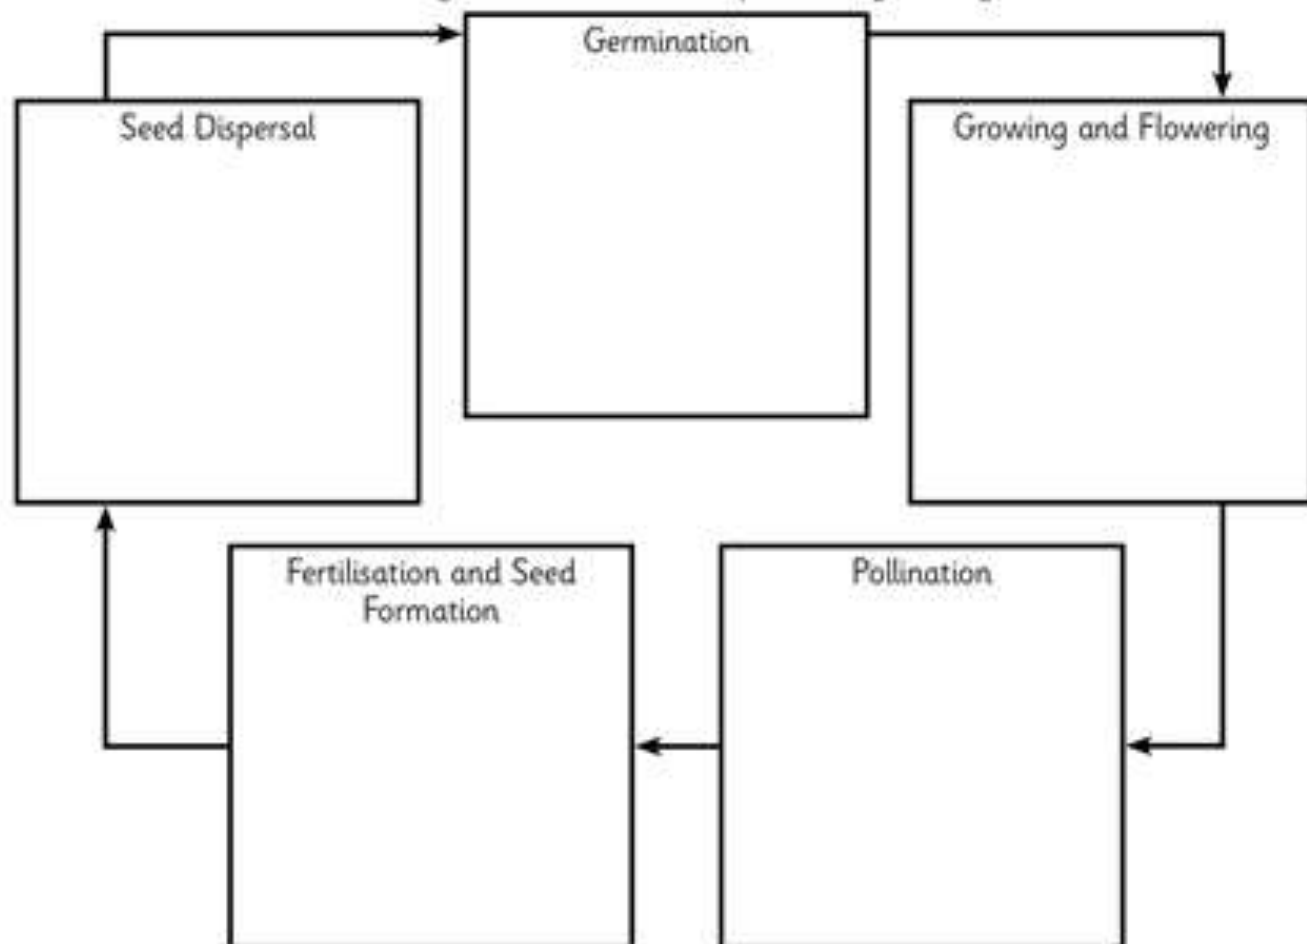 Germination
Seed Dispersal
Growing and Flowering
Fertilisation and Seed
Formation
Pollination